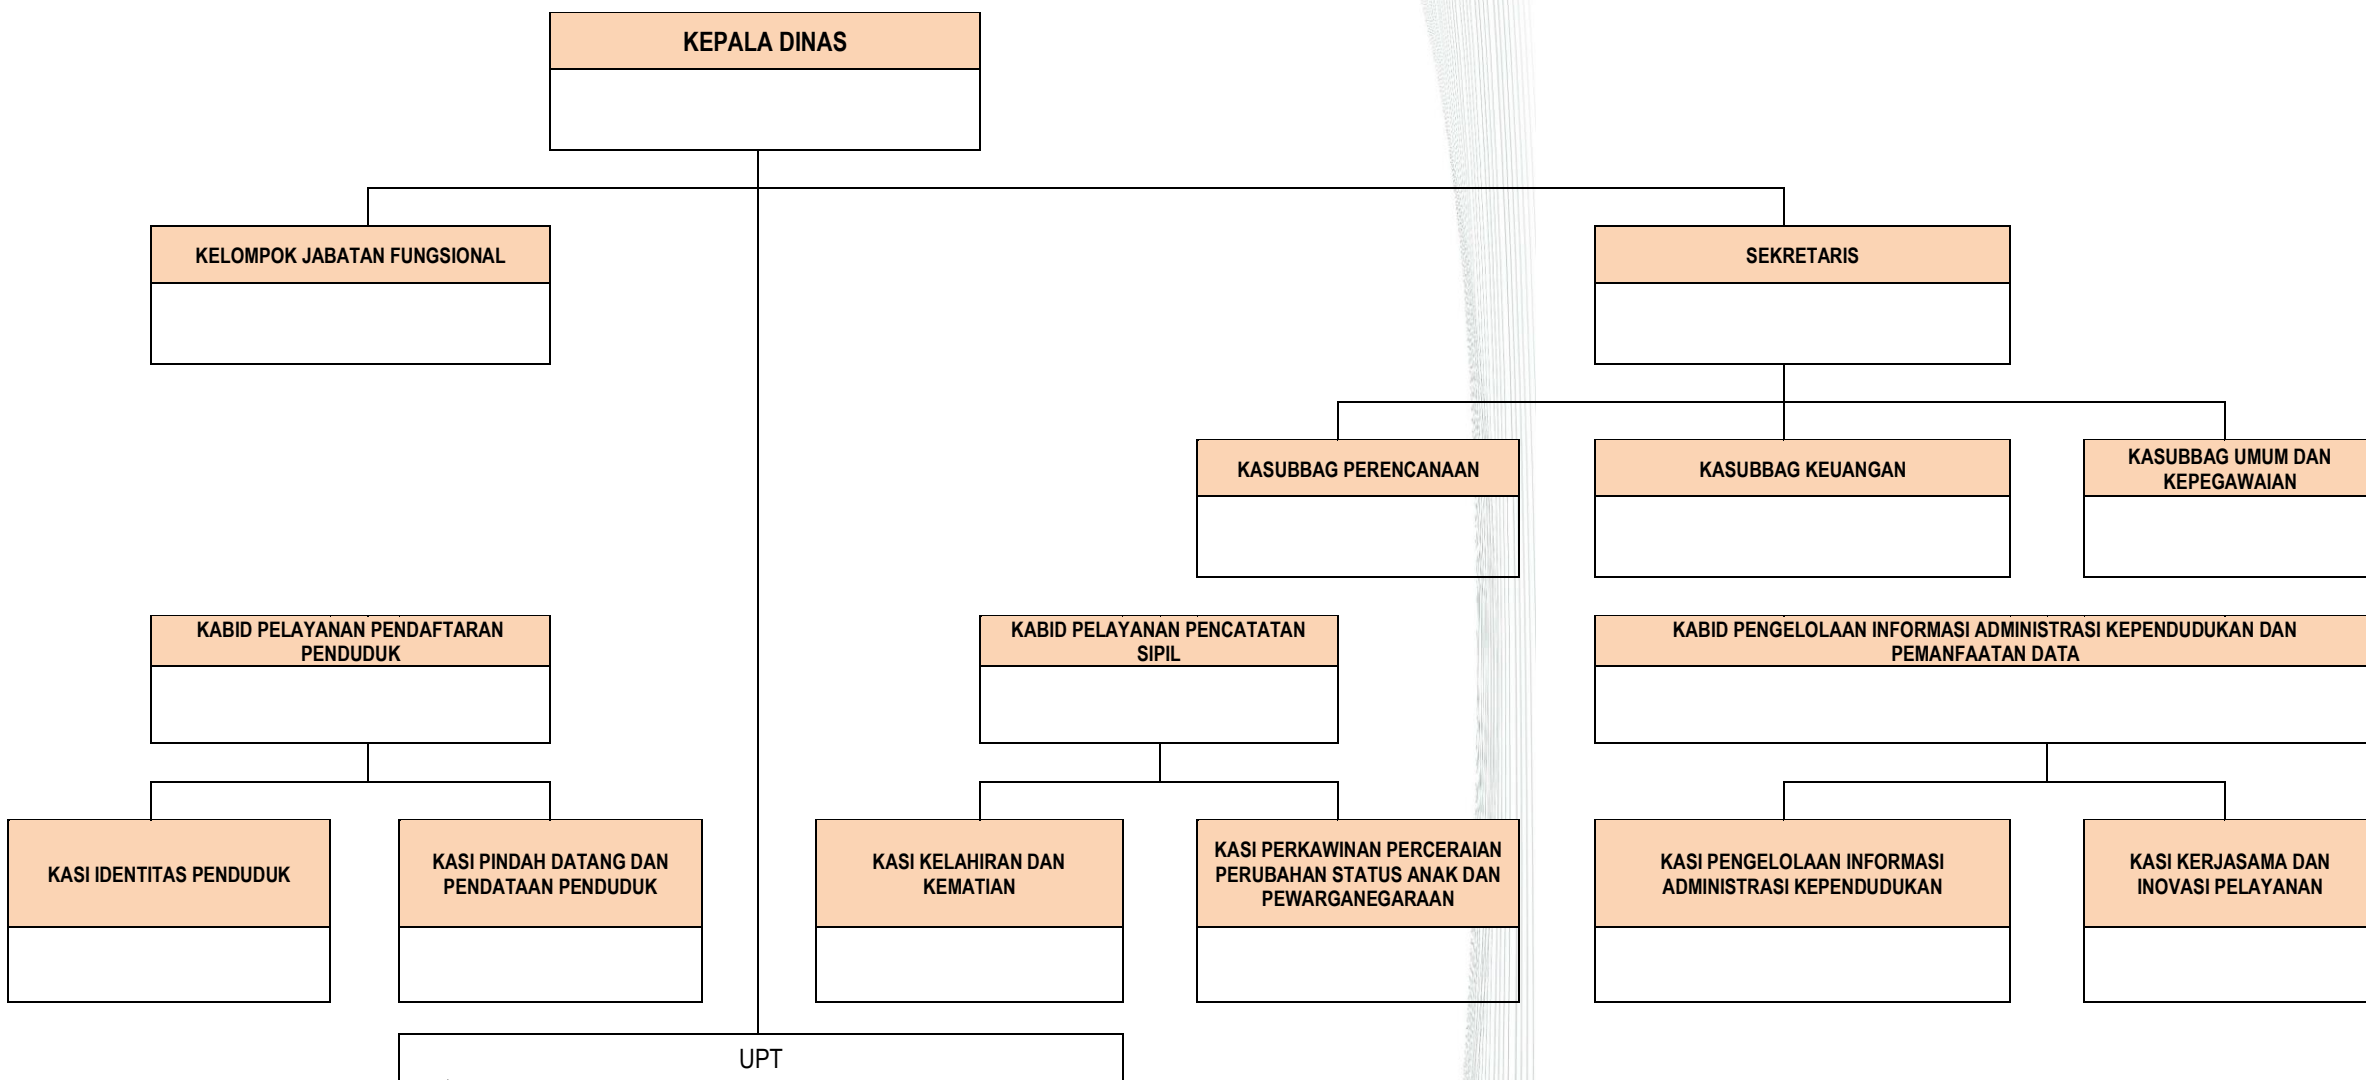 KEPALA DINAS
KELOMPOK JABATAN FUNGSIONAL
SEKRETARIS
KASUBBAG PERENCANAAN
KASUBBAG KEUANGAN
KASUBBAG UMUM DAN
KEPEGAWAIAN
KABID PELAYANAN PENDAFTARAN
PENDUDUK
KABID PELAYANAN PENCATATAN
SIPIL
KABID PENGELOLAAN INFORMASI ADMINISTRASI KEPENDUDUKAN DAN
PEMANFAATAN DATA
KASI IDENTITAS PENDUDUK
KASI PINDAH DATANG DAN
PENDATAAN PENDUDUK
KASI KELAHIRAN DAN
KEMATIAN
KASI PERKAWINAN PERCERAIAN
PERUBAHAN STATUS ANAK DAN
PEWARGANEGARAAN
KASI PENGELOLAAN INFORMASI
ADMINISTRASI KEPENDUDUKAN
KASI KERJASAMA DAN
INOVASI PELAYANAN
UPT